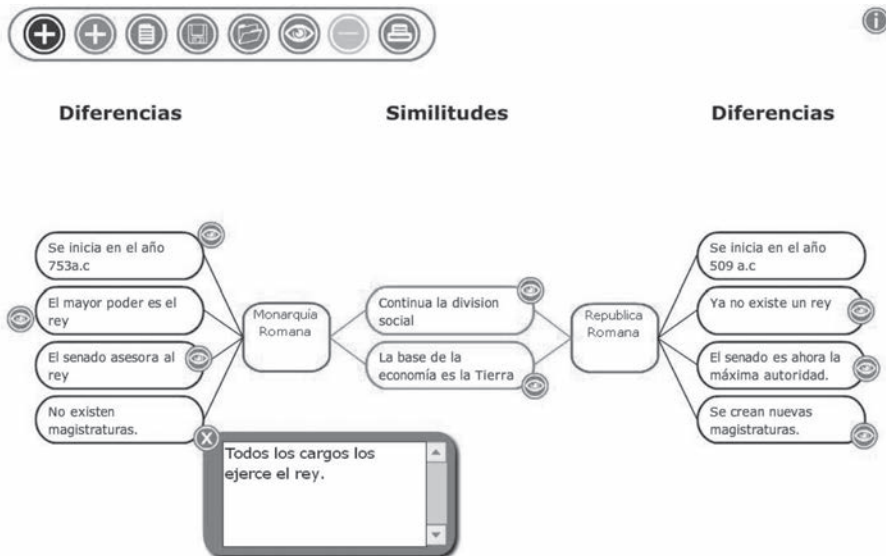 Diferencias
Similitudes
Diferencias
Se inicia en el año
753a.c
El mayor poder es el
rey
El senado asesora al
rey
No existen
magistraturas.
Monarquía
Romana
Continua la division
social
La base de la
economía es la Tierra
Republica
Romana
Se inicia en el año
509 a.c
Ya no existe un rey
El senado es ahora la
máxima autoridad.
Se crean nuevas
magistraturas.
X
Todos los cargos los
ejerce el rey.